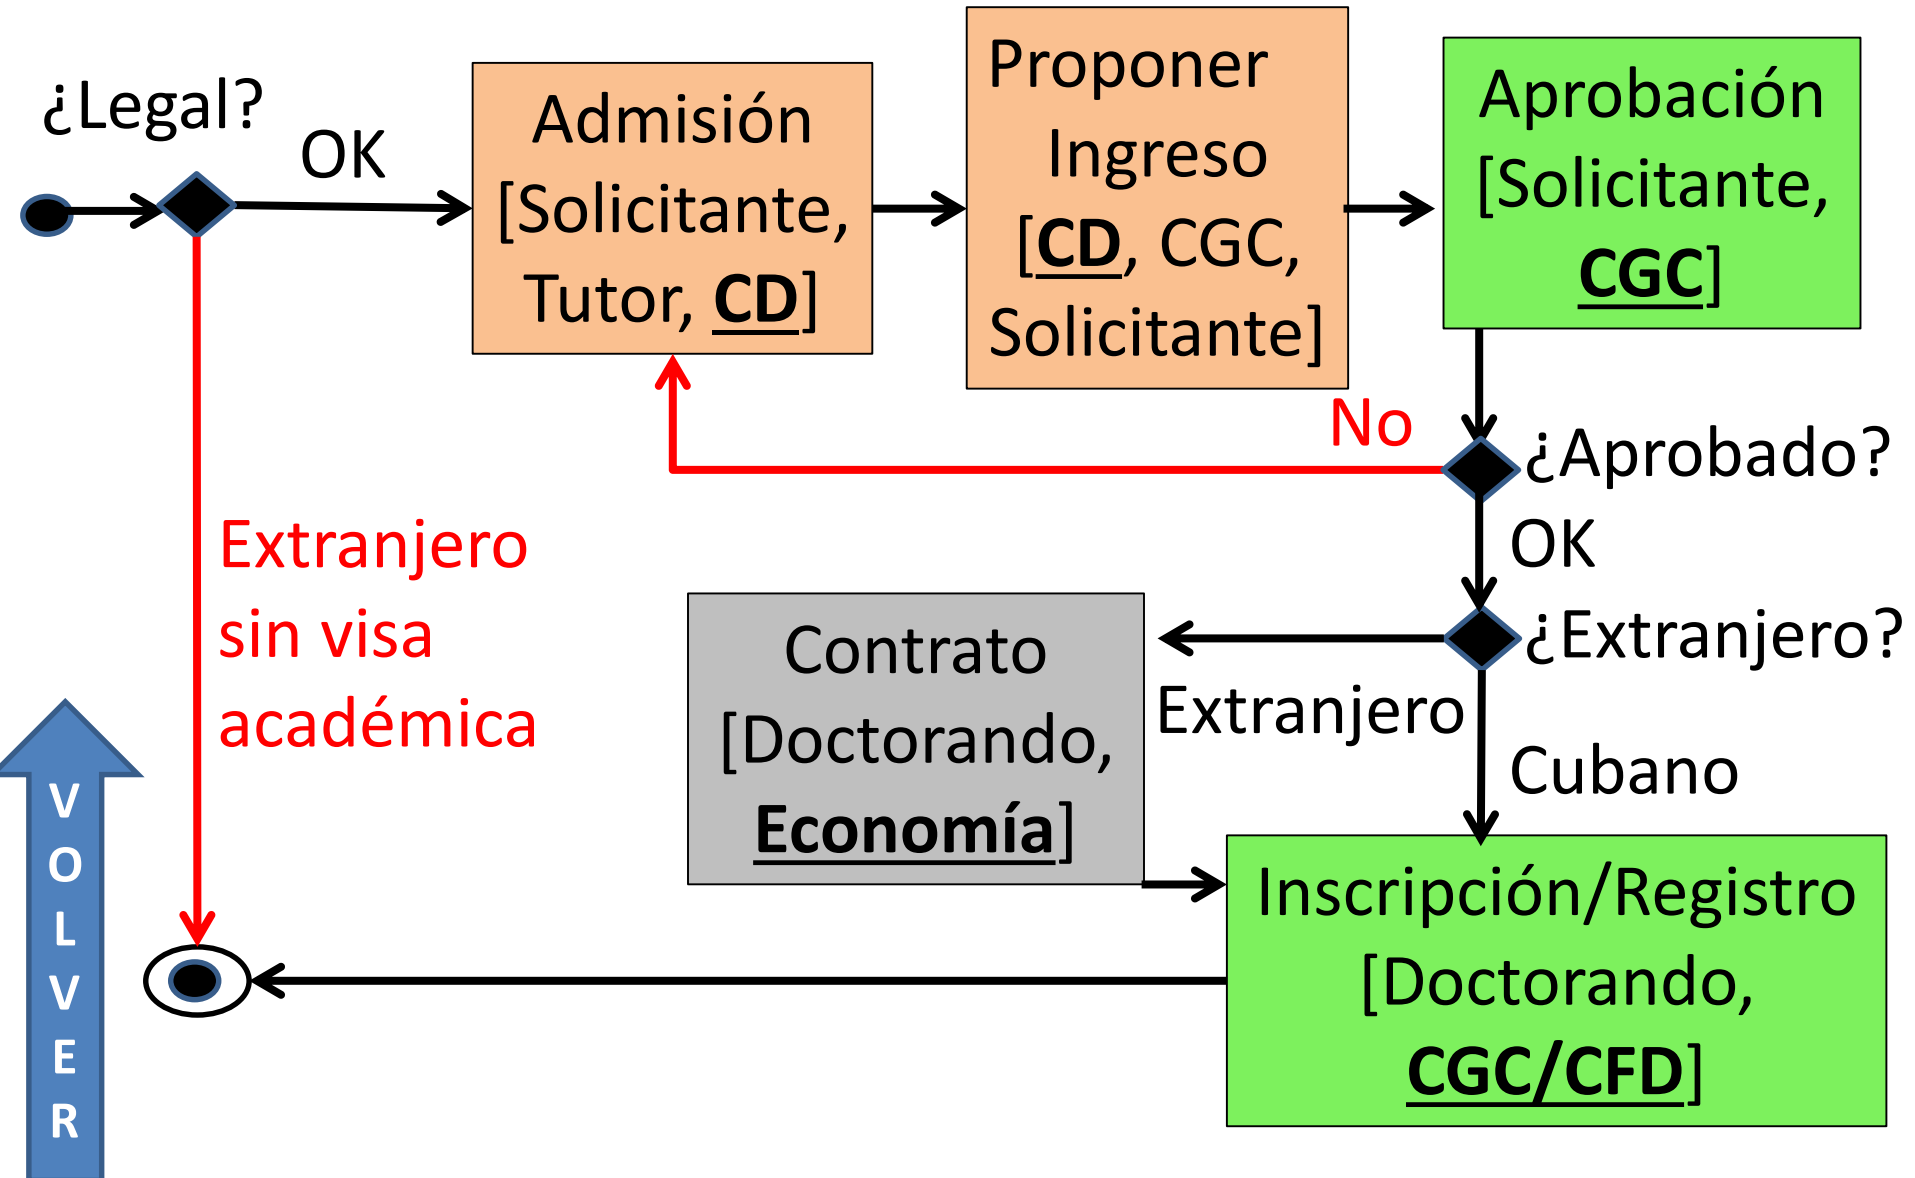 ¿Legal?
OK
Admisión
[Solicitante,
Tutor, CD]
Proponer
Ingreso
[CD, CGC,
Solicitante]
Aprobación
[Solicitante,
CGC]
No
¿Aprobado?
OK
Extranjero
sin visa
académica
¿Extranjero?
Extranjero
Cubano
Contrato
[Doctorando,
Economía]
Inscripción/Registro
[Doctorando,
CGC/CFD]
V
O
L
V
E
R